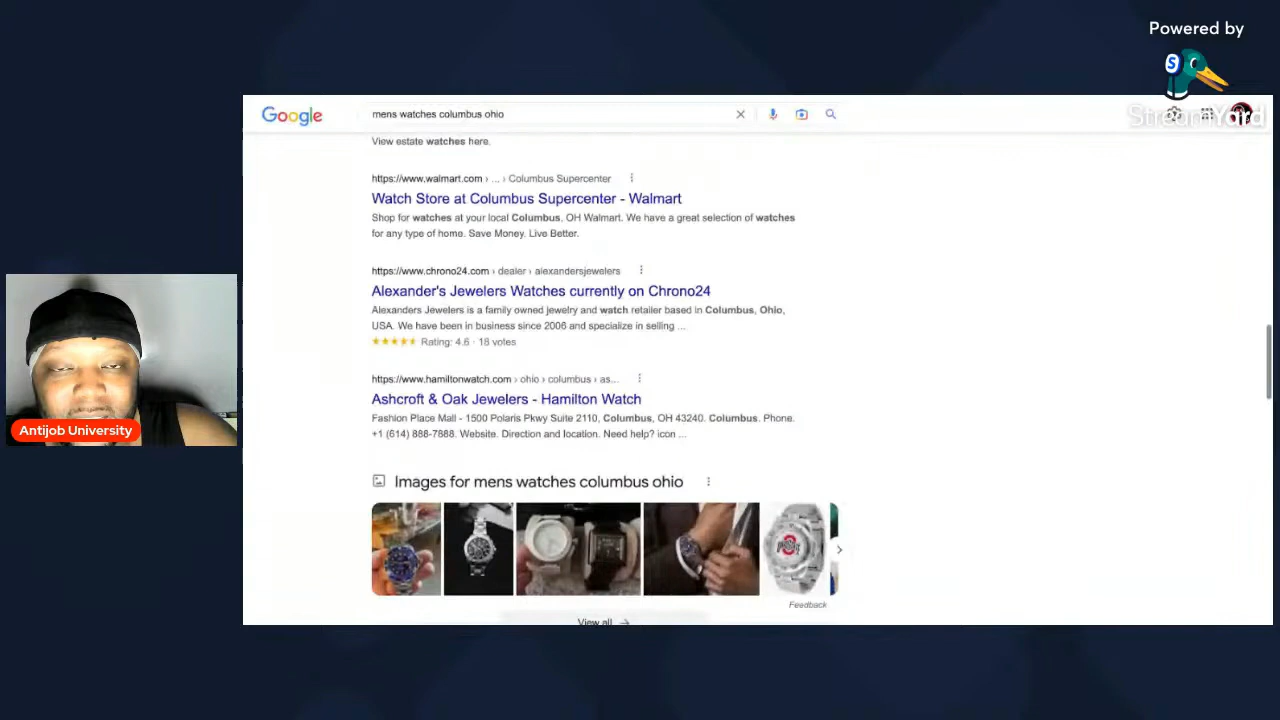 Powered by
S
StreamYard
Google
mens watches columbus ohio
View estate watches here.
https://www.walmart.com › ... › Columbus Supercenter
Watch Store at Columbus Supercenter - Walmart
Shop for watches at your local Columbus, OH Walmart. We have a great selection of watches
for any type of home. Save Money. Live Better.
https://www.chrono24.com › dealer › alexandersjewelers
Alexander's Jewelers Watches currently on Chrono24
Alexanders Jewelers is a family owned jewelry and watch retailer based in Columbus, Ohio,
USA. We have been in business since 2006 and specialize in selling ...
Rating: 4.6 · 18 votes
https://www.hamiltonwatch.com › ohio › columbus › as...
Ashcroft & Oak Jewelers - Hamilton Watch
Fashion Place Mall - 1500 Polaris Pkwy Suite 2110, Columbus, OH 43240. Columbus. Phone.
+1 (614) 888-7888. Website. Direction and location. Need help? icon ...
Images for mens watches columbus ohio
Feedback
View all
Antijob University